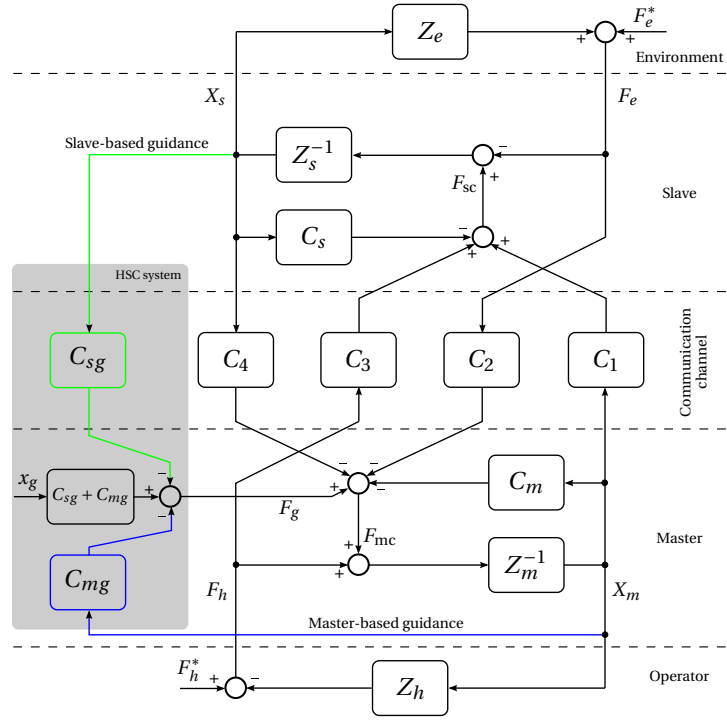 Z_e
F_e^*
+
+
Environment
X_s
F_e
Slave-based guidance
Z_s^{-1}
−
+
F_sc
Slave
C_s
−
+
+
HSC system
C_sg
C_4
C_3
C_2
C_1
Communication
channel
−
−
−
x_g
C_sg + C_mg
+
−
F_g
+
−
C_m
F_mc
Master
+
+
C_mg
Z_m^{-1}
F_h
X_m
Master-based guidance
F_h^*
+
−
Z_h
Operator